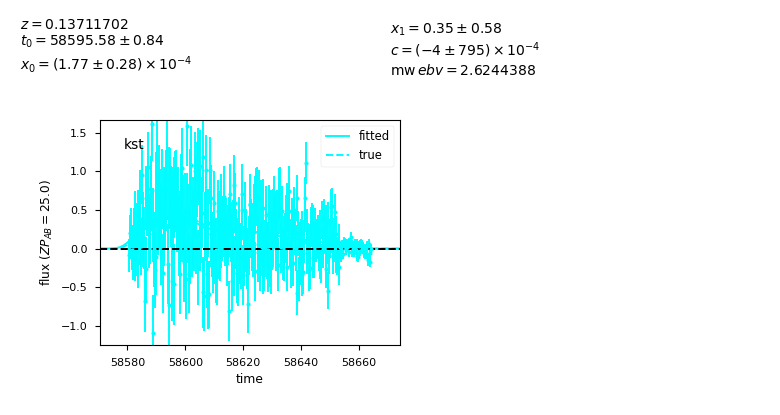 z = 0.13711702
t₀ = 58595.58 ± 0.84
x₀ = (1.77 ± 0.28) × 10⁻⁴
x₁ = 0.35 ± 0.58
c = (−4 ± 795) × 10⁻⁴
mw ebv = 2.6244388
kst
fitted
true
1.5
1.0
0.5
0.0
−0.5
−1.0
flux (ZP_AB = 25.0)
58580 58600 58620 58640 58660
time